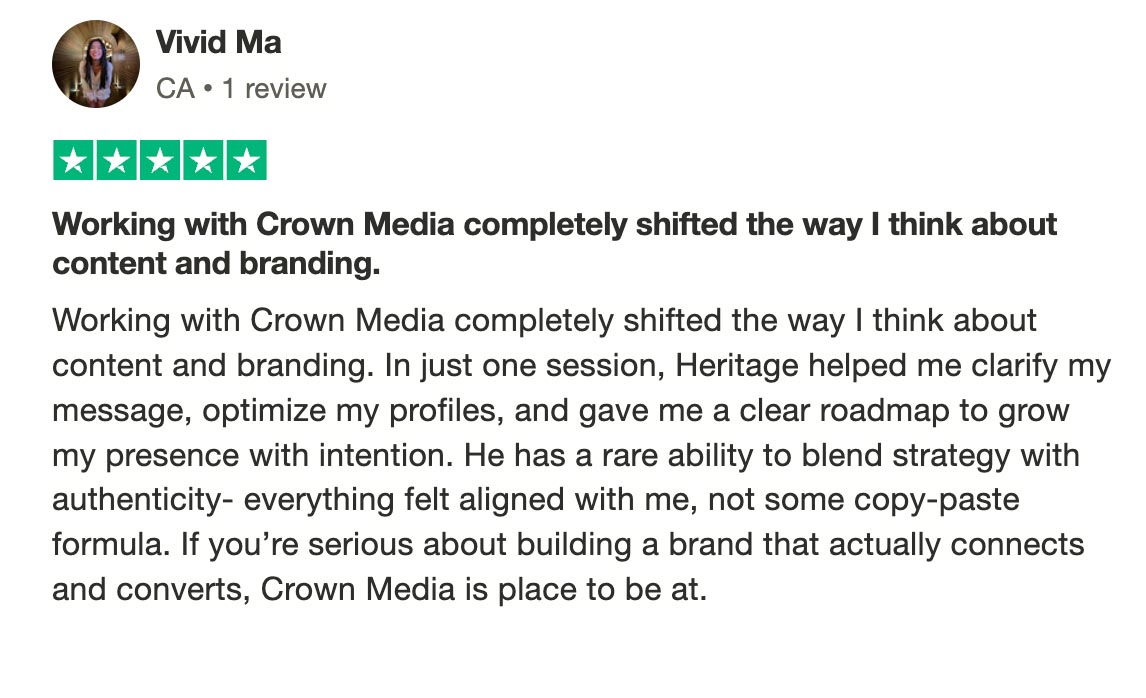 Vivid Ma
CA • 1 review
Working with Crown Media completely shifted the way I think about
content and branding.
Working with Crown Media completely shifted the way I think about
content and branding. In just one session, Heritage helped me clarify my
message, optimize my profiles, and gave me a clear roadmap to grow
my presence with intention. He has a rare ability to blend strategy with
authenticity- everything felt aligned with me, not some copy-paste
formula. If you’re serious about building a brand that actually connects
and converts, Crown Media is place to be at.